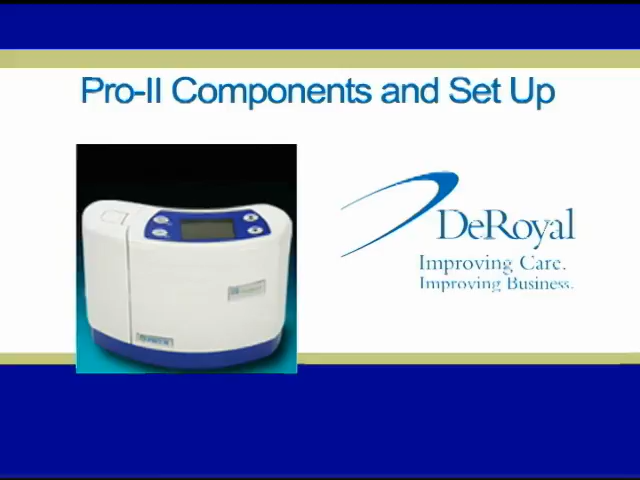 Pro-II Components and Set Up
DeRoyal
Improving Care.
Improving Business.